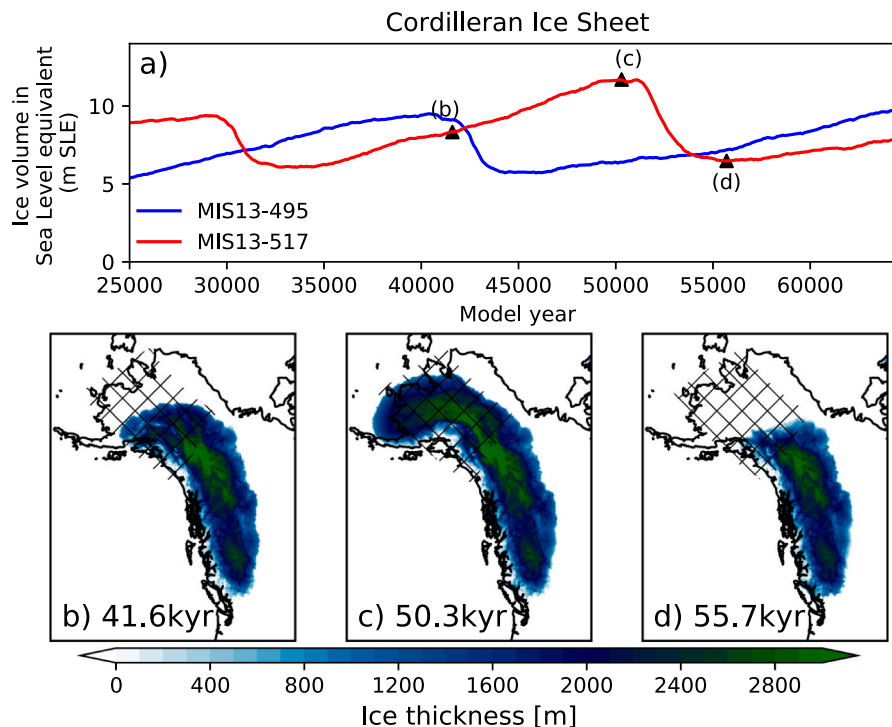 Cordilleran Ice Sheet
a)
Ice volume in
Sea Level equivalent
(m SLE)
10
5
0
(b)
(c)
(d)
MIS13-495
MIS13-517
25000 30000 35000 40000 45000 50000 55000 60000
Model year
b) 41.6kyr
c) 50.3kyr
d) 55.7kyr
0 400 800 1200 1600 2000 2400 2800
Ice thickness [m]